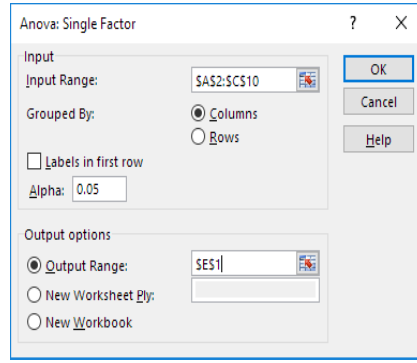 Anova: Single Factor ? X
Input
Input Range: $A$2:$C$10
Grouped By: Columns
Rows
Labels in first row
Alpha: 0.05
OK
Cancel
Help
Output options
Output Range: $E$1
New Worksheet Ply:
New Workbook